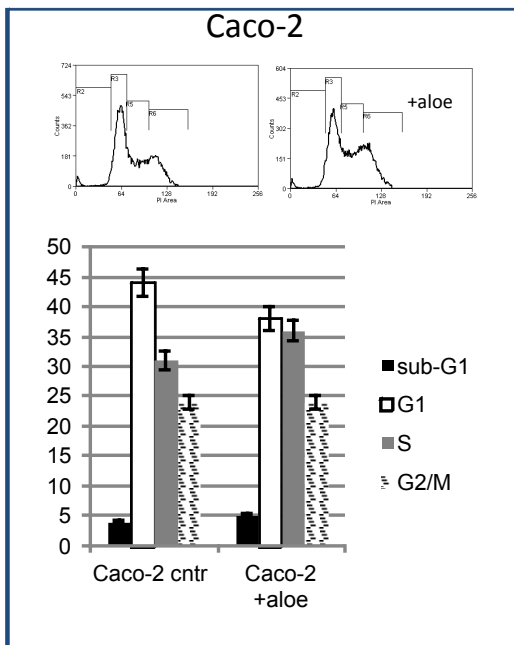 Caco-2
724
543
362
181
0
Counts
R2
R3
R5
R6
0
64
128
192
256
PI Area
604
453
302
151
0
Counts
R2
R3
R5
R6
+aloe
0
64
128
192
256
PI Area
50
45
40
35
30
25
20
15
10
5
0
Caco-2 cntr
Caco-2
+aloe
sub-G1
G1
S
G2/M